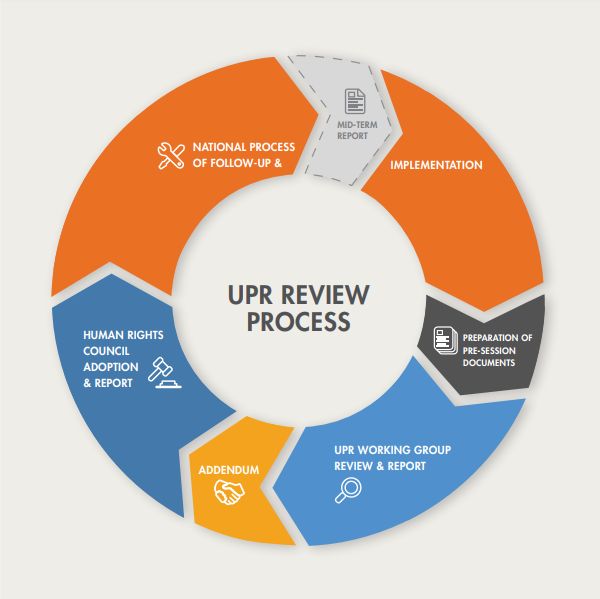 UPR REVIEW
PROCESS
MID-TERM
REPORT
IMPLEMENTATION
PREPARATION OF
PRE-SESSION
DOCUMENTS
UPR WORKING GROUP
REVIEW & REPORT
ADDENDUM
HUMAN RIGHTS
COUNCIL
ADOPTION
& REPORT
NATIONAL PROCESS
OF FOLLOW-UP &